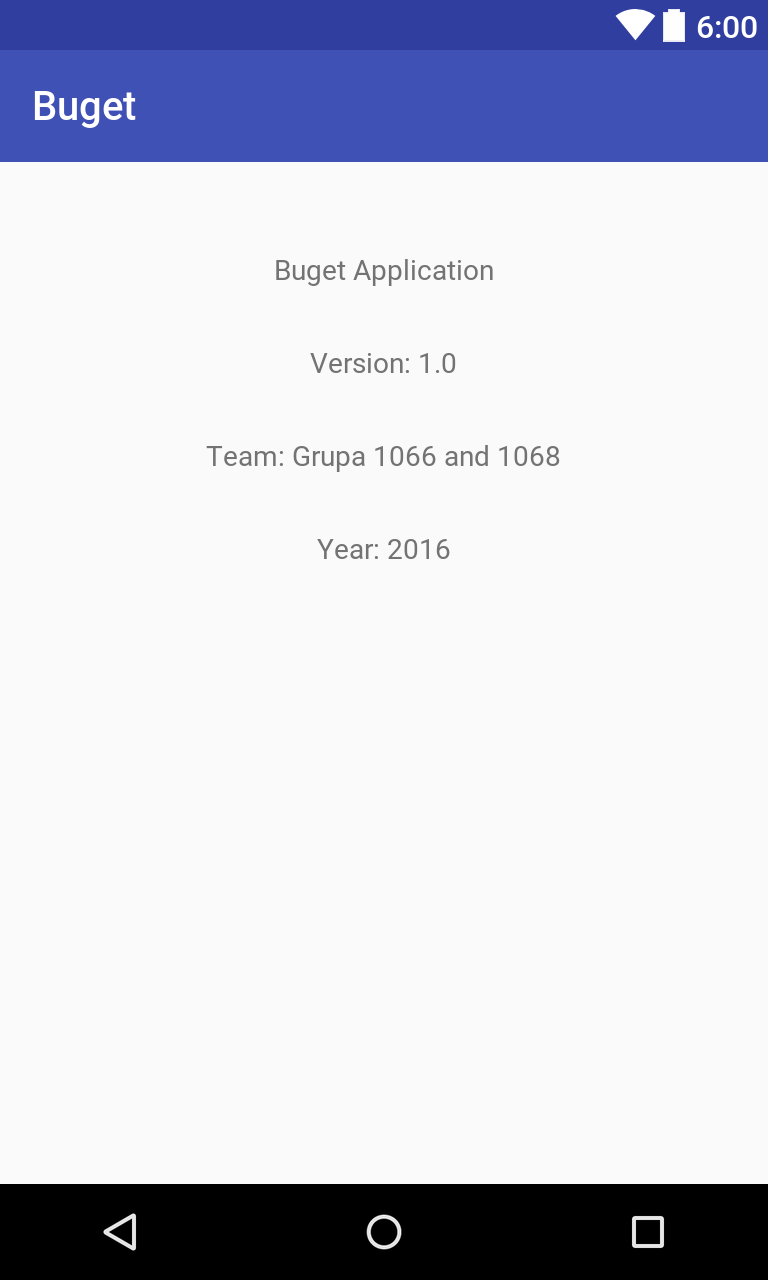 6:00
Buget
Buget Application
Version: 1.0
Team: Grupa 1066 and 1068
Year: 2016